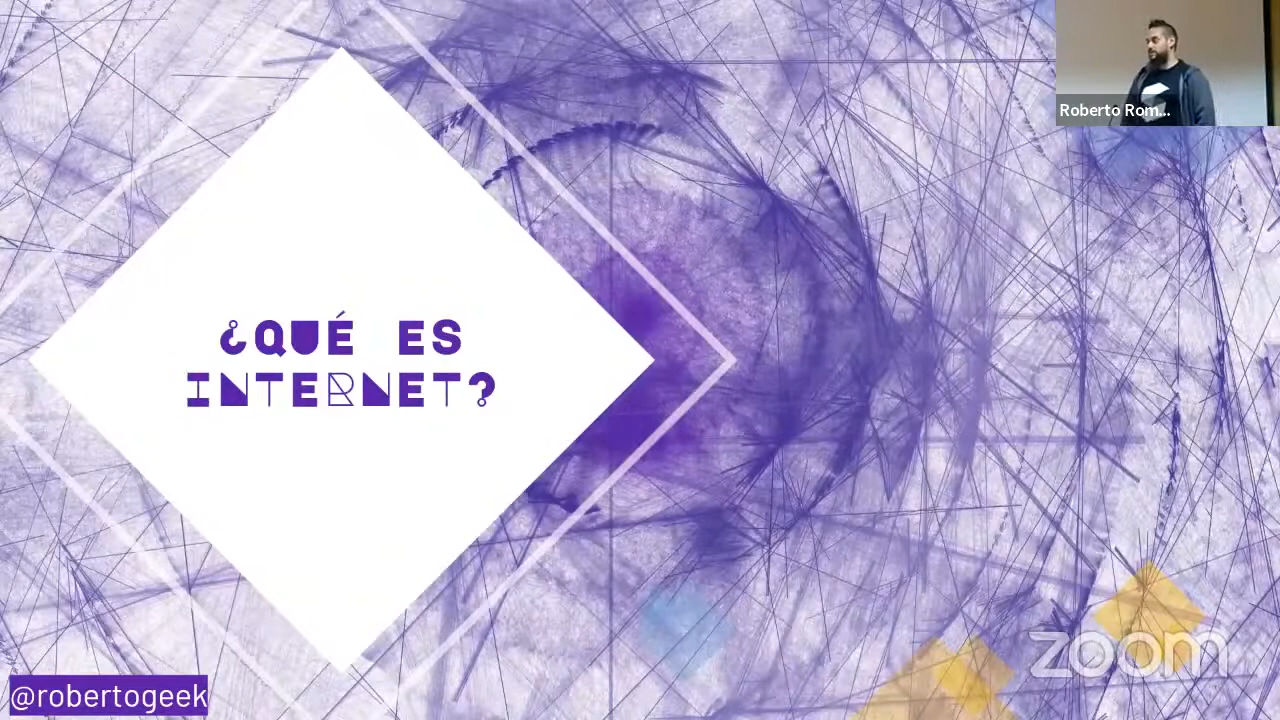 Roberto Rom...
¿QUÉ ES
INTERNET?
zoom
@robertogeek